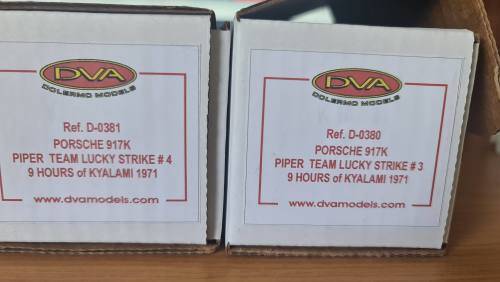 DVA
DOLERMO MODELS
Ref. D-0381
PORSCHE 917K
PIPER TEAM LUCKY STRIKE # 4
9 HOURS of KYALAMI 1971
www.dvamodels.com
DVA
DOLERMO MODELS
Ref. D-0380
PORSCHE 917K
PIPER TEAM LUCKY STRIKE # 3
9 HOURS of KYALAMI 1971
www.dvamodels.com